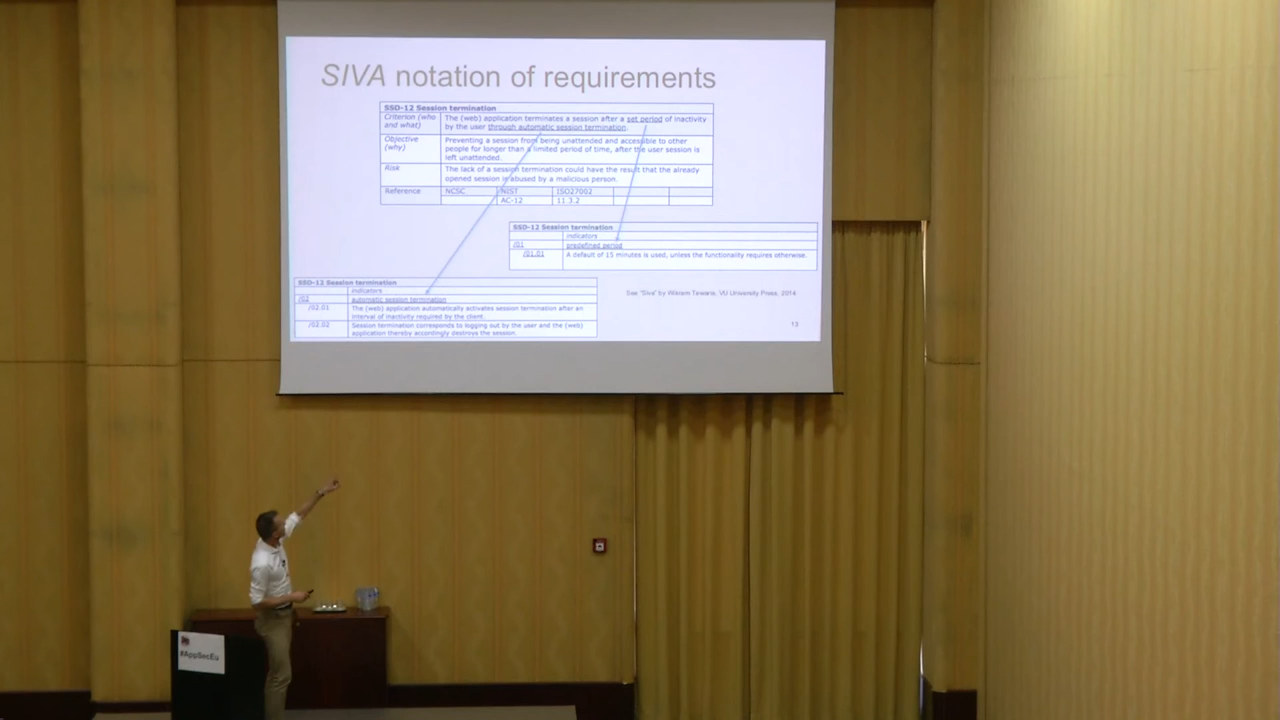 SIVA notation of requirements
SSD-12 Session termination
Criterion (who and what)
The (web) application terminates a session after a set period of inactivity
by the user through automatic session termination.
Objective (why)
Preventing a session from being unattended and accessible to other
people for longer than a limited period of time, after the user session is
left unattended.
Risk
The lack of a session termination could have the result that the already
opened session is abused by a malicious person.
Reference NCSC NIST ISO27002
AC-12 11.3.2
SSD-12 Session termination
indicators
/01 predefined period
/01.01 A default of 15 minutes is used, unless the functionality requires otherwise.
SSD-12 Session termination
indicators
/02 automatic session termination
/02.01 The (web) application automatically activates session termination after an
interval of inactivity required by the client.
/02.02 Session termination corresponds to logging out by the user and the (web)
application thereby accordingly destroys the session.
See "Siva" by Wiekram Tewarie, VU University Press, 2014
13
#AppSecEu